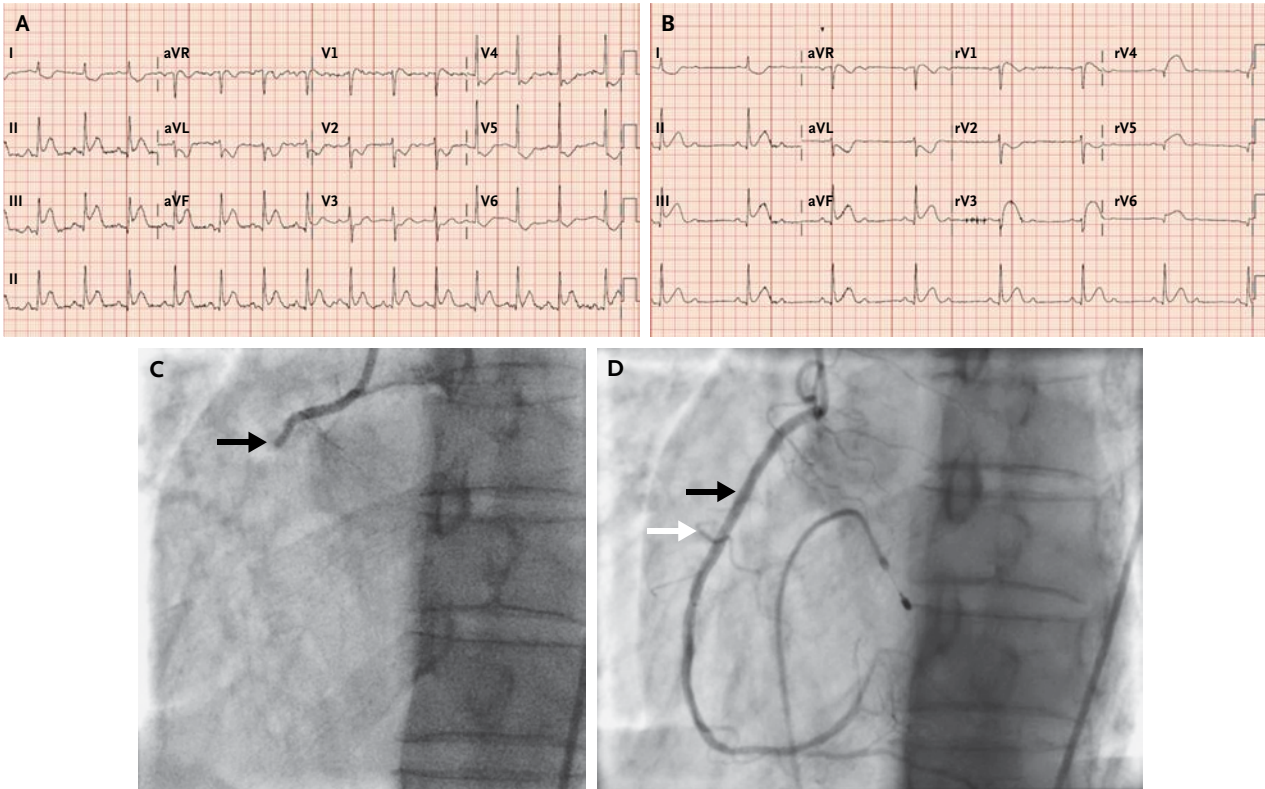 A
I aVR V1 V4
II aVL V2 V5
III aVF V3 V6
II
B
I aVR rV1 rV4
II aVL rV2 rV5
III aVF rV3 rV6
C
D